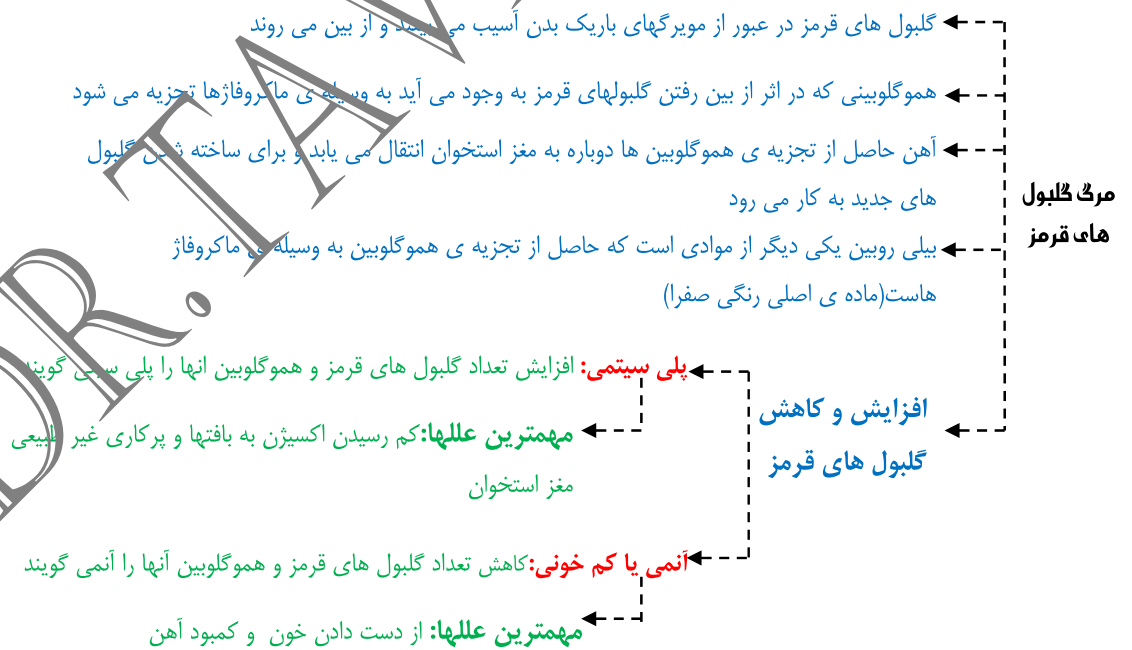 مرگ گلبول
های قرمز
گلبول های قرمز در عبور از مویرگهای باریک بدن آسیب می بینند و از بین می روند
هموگلوبینی که در اثر از بین رفتن گلبولهای قرمز به وجود می آید به وسیله ی ماکروفاژها تجزیه می شود
آهن حاصل از تجزیه ی هموگلوبین ها دوباره به مغز استخوان انتقال می یابد و برای ساخته شدن گلبول
های جدید به کار می رود
بیلی روبین یکی دیگر از موادی است که حاصل از تجزیه ی هموگلوبین به وسیله ی ماکروفاژ
هاست(ماده ی اصلی رنگی صفرا)
افزایش و کاهش
گلبول های قرمز
پلی سیتمی: افزایش تعداد گلبول های قرمز و هموگلوبین انها را پلی سیتمی گویند
مهمترین عللها:کم رسیدن اکسیژن به بافتها و پرکاری غیر طبیعی
مغز استخوان
آنمی یا کم خونی:کاهش تعداد گلبول های قرمز و هموگلوبین آنها را آنمی گویند
مهمترین عللها: از دست دادن خون و کمبود آهن
DR.TAV